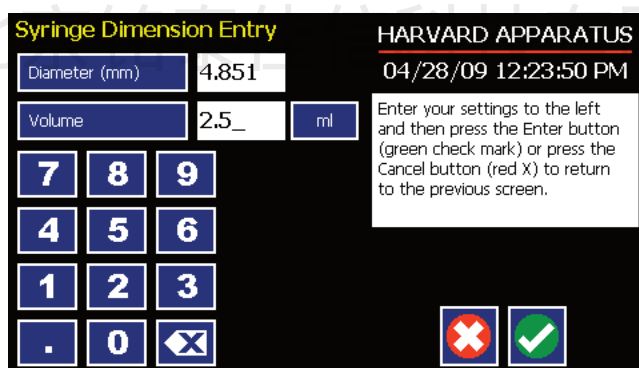 Syringe Dimension Entry
HARVARD APPARATUS
Diameter (mm) 4.851
04/28/09 12:23:50 PM
Volume 2.5_ ml
Enter your settings to the left
and then press the Enter button
(green check mark) or press the
Cancel button (red X) to return
to the previous screen.
7 8 9
4 5 6
1 2 3
. 0